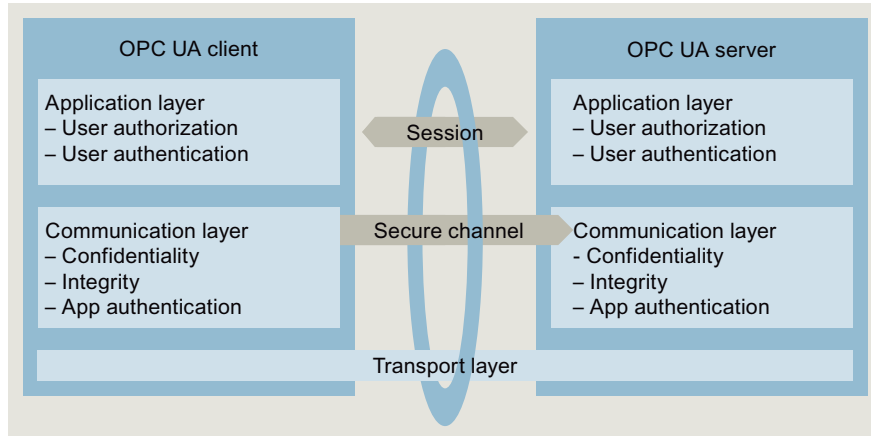 OPC UA client
Application layer
– User authorization
– User authentication
Communication layer
– Confidentiality
– Integrity
– App authentication
Session
Secure channel
OPC UA server
Application layer
– User authorization
– User authentication
Communication layer
- Confidentiality
– Integrity
– App authentication
Transport layer